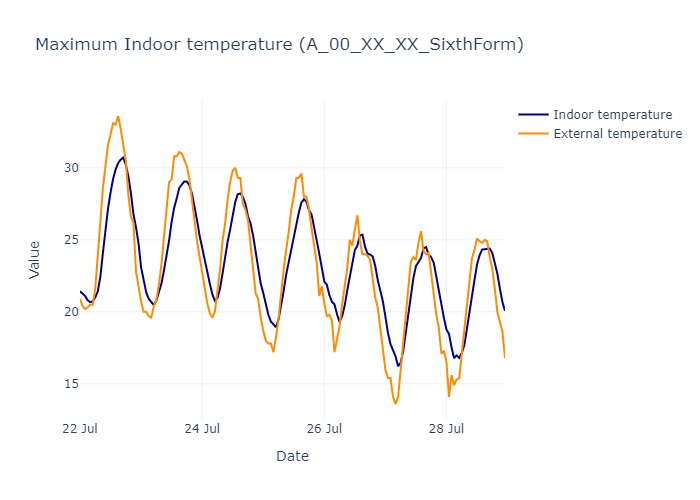 Maximum Indoor temperature (A_00_XX_XX_SixthForm)
Indoor temperature
External temperature
Value
30
25
20
15
22 Jul
24 Jul
26 Jul
28 Jul
Date